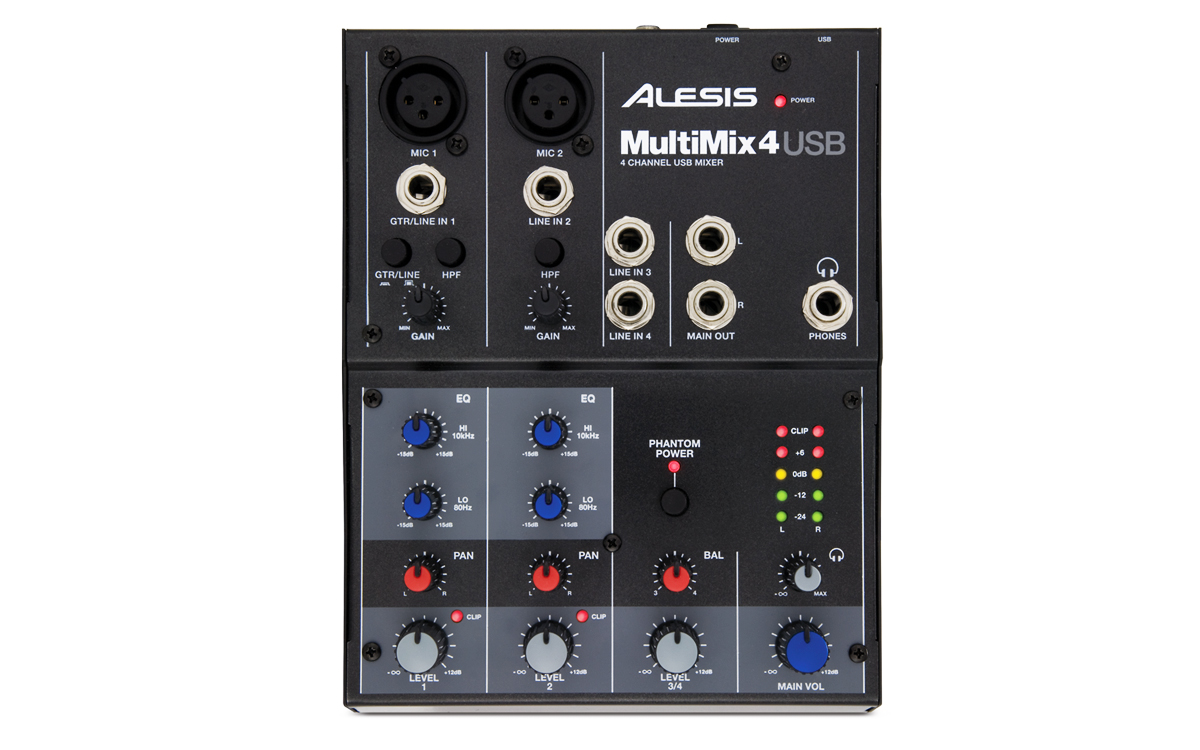 POWER USB
ALESIS
POWER
MultiMix 4 USB
4 CHANNEL USB MIXER
MIC 1
MIC 2
GTR/LINE IN 1
LINE IN 2
L
GTR/LINE HPF
HPF
LINE IN 3
R
MIN MAX
GAIN
MIN MAX
GAIN
LINE IN 4
MAIN OUT
PHONES
EQ
EQ
HI
10kHz
-15dB +15dB
HI
10kHz
-15dB +15dB
PHANTOM
POWER
CLIP
+6
0dB
-12
-24
L R
LO
80Hz
-15dB +15dB
LO
80Hz
-15dB +15dB
PAN
L R
PAN
L R
BAL
3 4
-∞ MAX
CLIP
-∞ +12dB
LEVEL
1
CLIP
-∞ +12dB
LEVEL
2
-∞ +12dB
LEVEL
3/4
-∞ +12dB
MAIN VOL